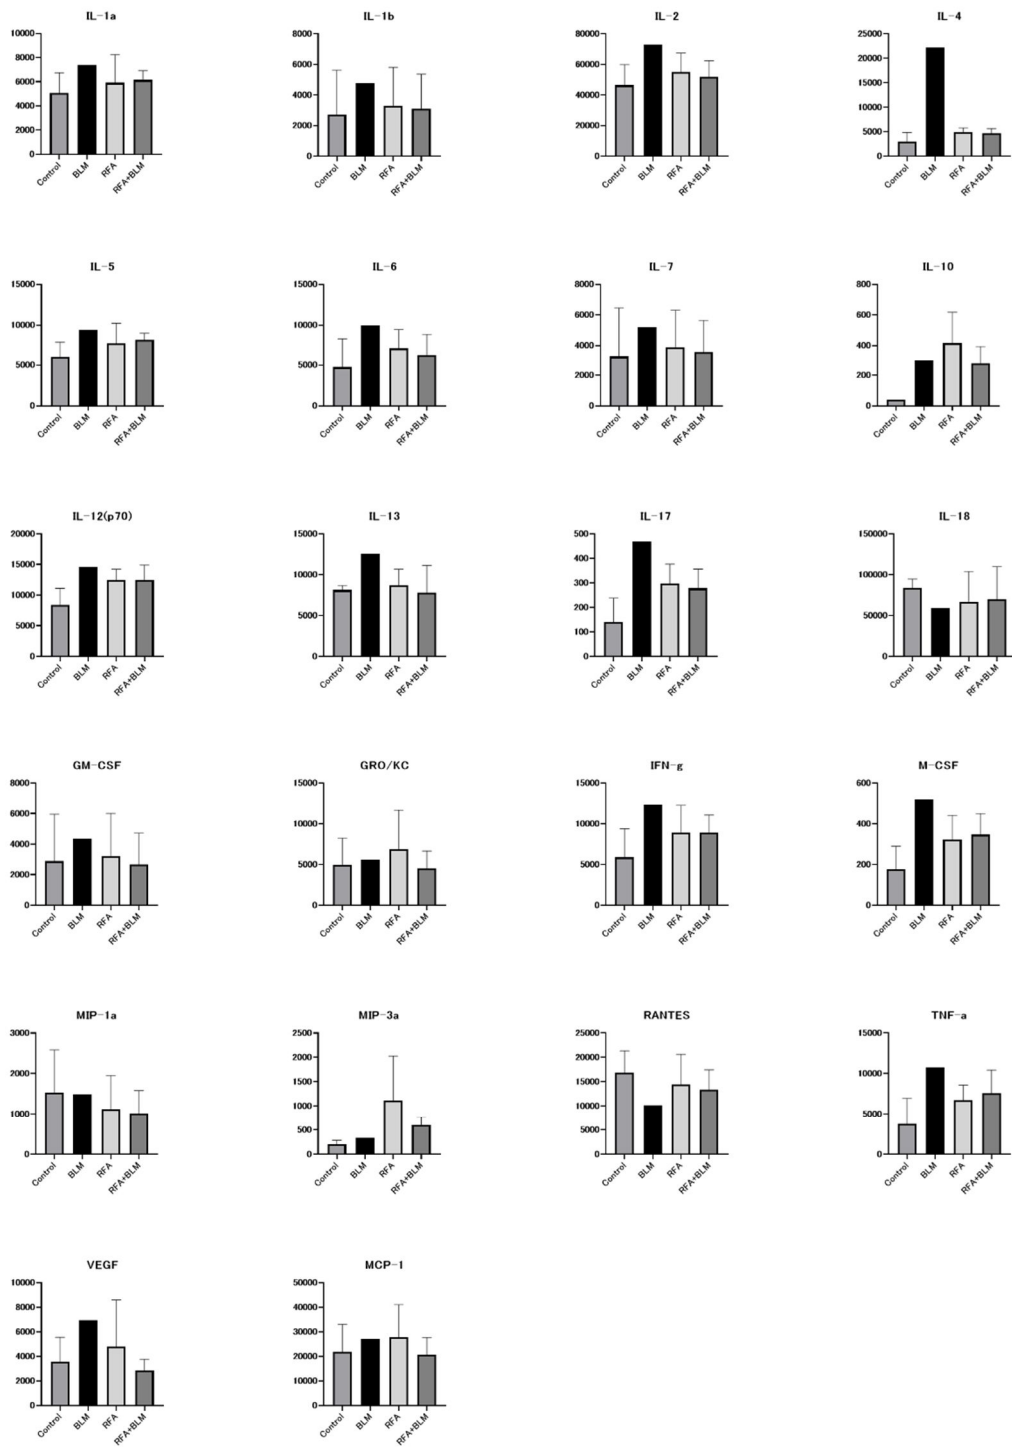 IL-1a
10000
8000
6000
4000
2000
0
Control
BLM
RFA
RFA+BLM
IL-1b
8000
6000
4000
2000
0
Control
BLM
RFA
RFA+BLM
IL-2
80000
60000
40000
20000
0
Control
BLM
RFA
RFA+BLM
IL-4
25000
20000
15000
10000
5000
0
Control
BLM
RFA
RFA+BLM
IL-5
15000
10000
5000
0
Control
BLM
RFA
RFA+BLM
IL-6
15000
10000
5000
0
Control
BLM
RFA
RFA+BLM
IL-7
8000
6000
4000
2000
0
Control
BLM
RFA
RFA+BLM
IL-10
800
600
400
200
0
Control
BLM
RFA
RFA+BLM
IL-12(p70)
20000
15000
10000
5000
0
Control
BLM
RFA
RFA+BLM
IL-13
15000
10000
5000
0
Control
BLM
RFA
RFA+BLM
IL-17
500
400
300
200
100
0
Control
BLM
RFA
RFA+BLM
IL-18
150000
100000
50000
0
Control
BLM
RFA
RFA+BLM
GM-CSF
8000
6000
4000
2000
0
Control
BLM
RFA
RFA+BLM
GRO/KC
15000
10000
5000
0
Control
BLM
RFA
RFA+BLM
IFN-g
15000
10000
5000
0
Control
BLM
RFA
RFA+BLM
M-CSF
600
400
200
0
Control
BLM
RFA
RFA+BLM
MIP-1a
3000
2000
1000
0
Control
BLM
RFA
RFA+BLM
MIP-3a
2500
2000
1500
1000
500
0
Control
BLM
RFA
RFA+BLM
RANTES
25000
20000
15000
10000
5000
0
Control
BLM
RFA
RFA+BLM
TNF-a
15000
10000
5000
0
Control
BLM
RFA
RFA+BLM
VEGF
10000
8000
6000
4000
2000
0
Control
BLM
RFA
RFA+BLM
MCP-1
50000
40000
30000
20000
10000
0
Control
BLM
RFA
RFA+BLM